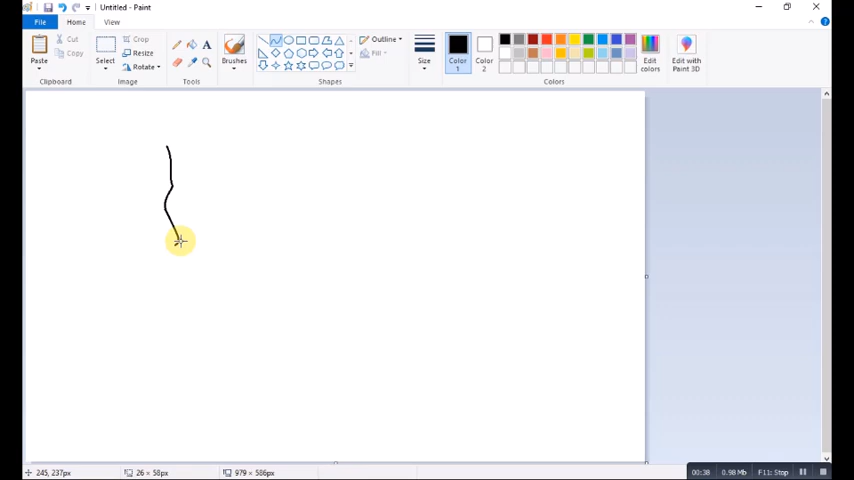 Untitled - Paint
File
Home
View
Paste
Cut
Copy
Clipboard
Select
Crop
Resize
Rotate
Image
A
Tools
Brushes
Outline
Fill
Shapes
Size
Color 1
Color 2
Edit colors
Colors
Edit with Paint 3D
245, 237px
26 × 58px
979 × 586px
00:38
0.98 Mb
F11: Stop